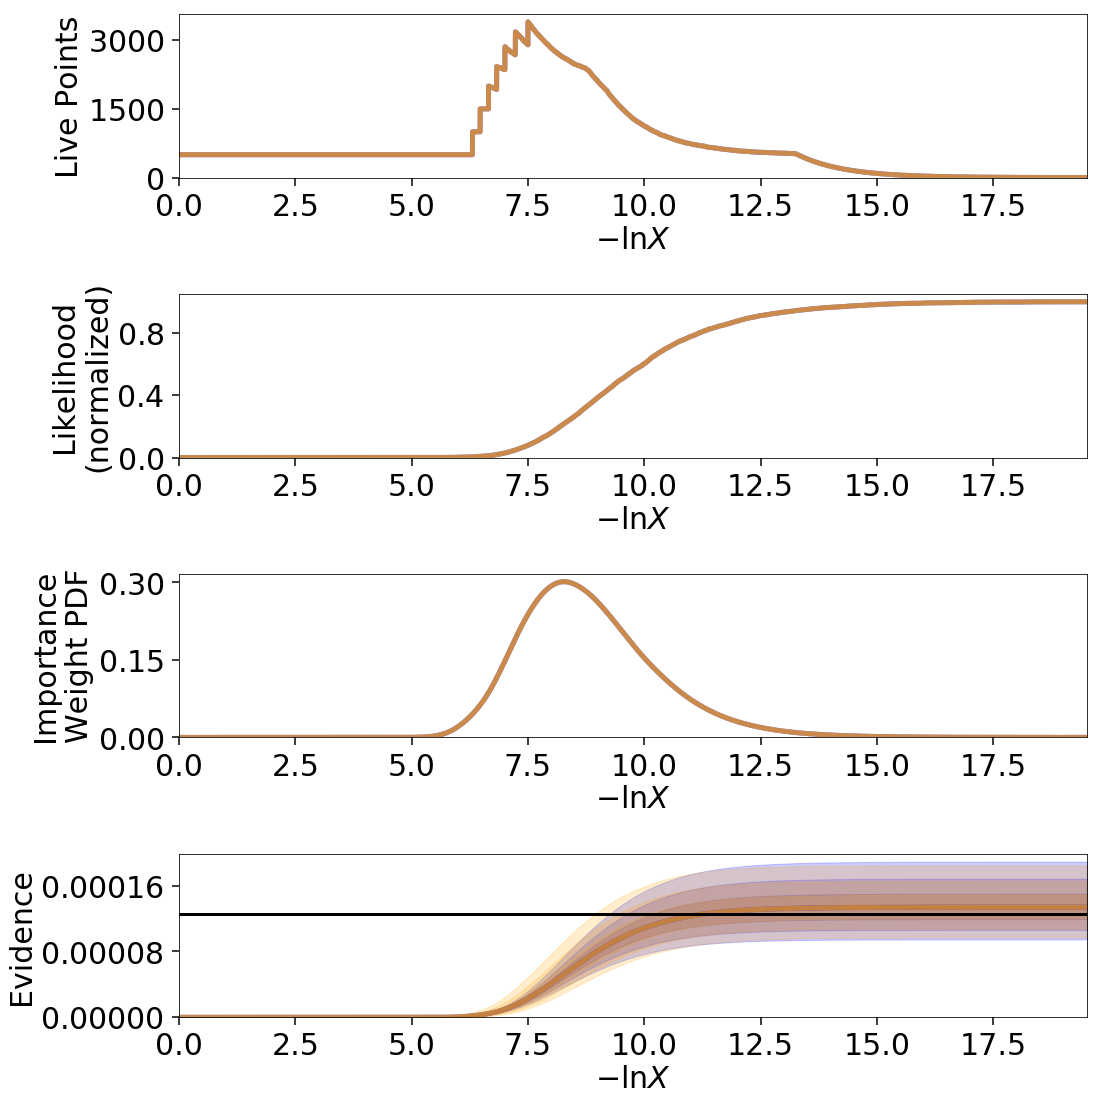 Live Points
3000
1500
0
0.0 2.5 5.0 7.5 10.0 12.5 15.0 17.5
−lnX
Likelihood
(normalized)
0.8
0.4
0.0
0.0 2.5 5.0 7.5 10.0 12.5 15.0 17.5
−lnX
Importance
Weight PDF
0.30
0.15
0.00
0.0 2.5 5.0 7.5 10.0 12.5 15.0 17.5
−lnX
Evidence
0.00016
0.00008
0.00000
0.0 2.5 5.0 7.5 10.0 12.5 15.0 17.5
−lnX